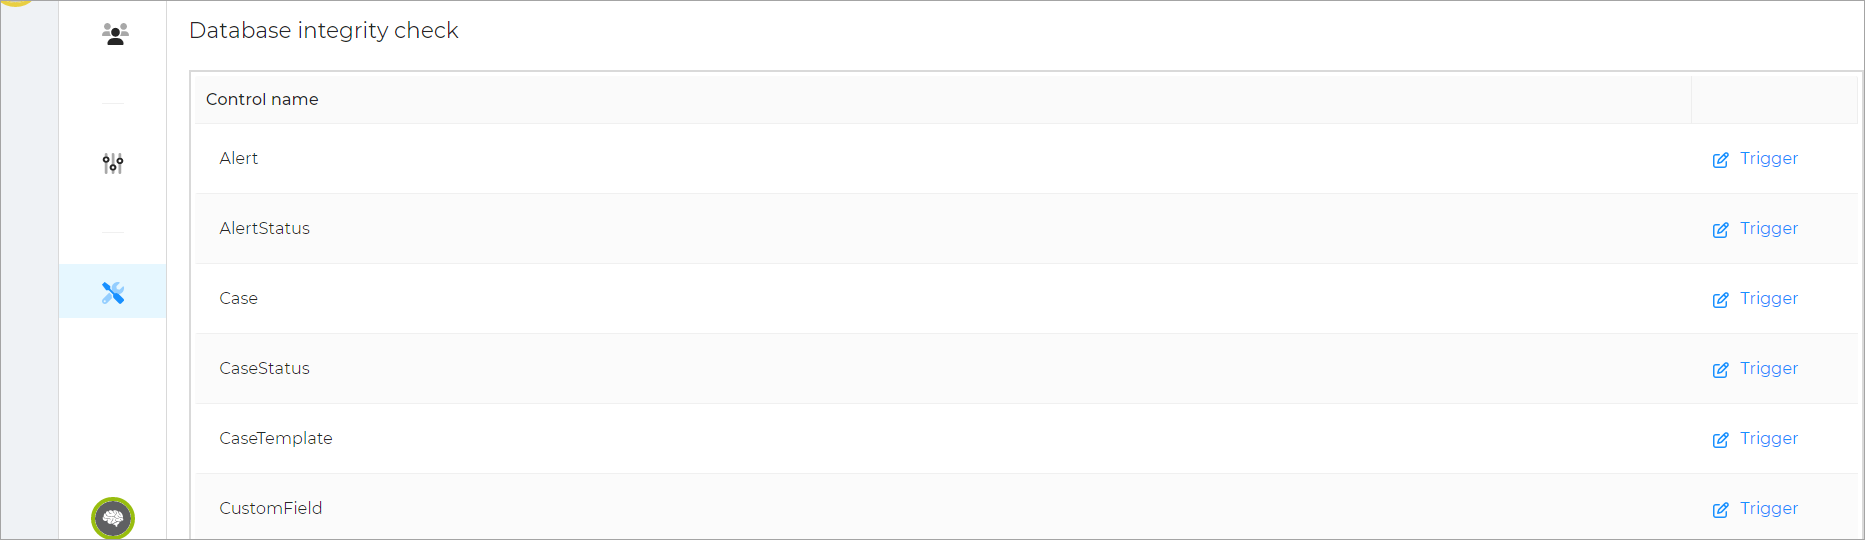 Database integrity check
Control name
Alert Trigger
AlertStatus Trigger
Case Trigger
CaseStatus Trigger
CaseTemplate Trigger
CustomField Trigger